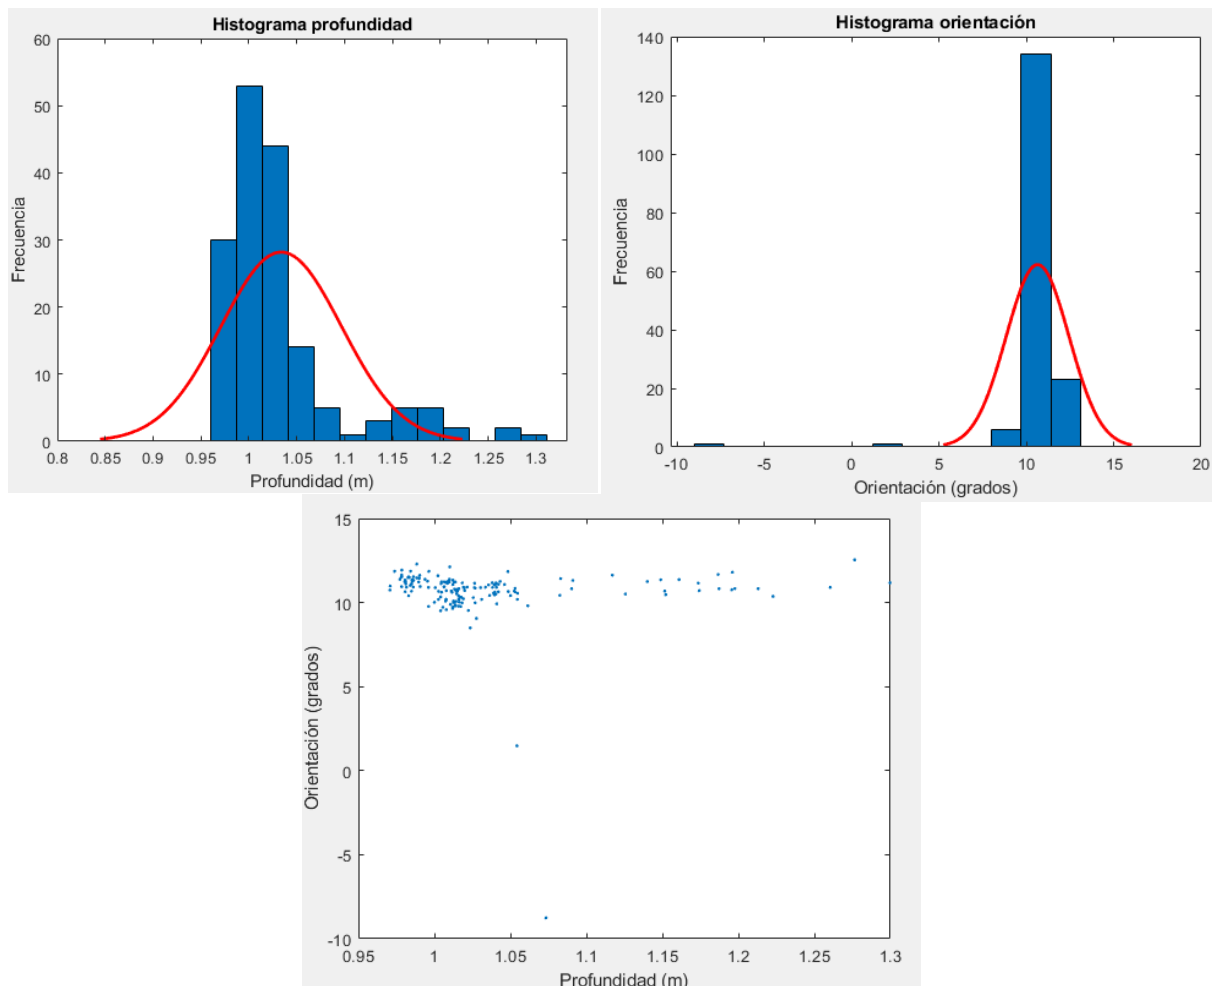 Histograma profundidad
60
50
40
30
20
10
0
0.8 0.85 0.9 0.95 1 1.05 1.1 1.15 1.2 1.25 1.3
Frecuencia
Profundidad (m)
Histograma orientación
140
120
100
80
60
40
20
0
-10 -5 0 5 10 15 20
Frecuencia
Orientación (grados)
15
10
5
0
-5
-10
0.95 1 1.05 1.1 1.15 1.2 1.25 1.3
Orientación (grados)
Profundidad (m)